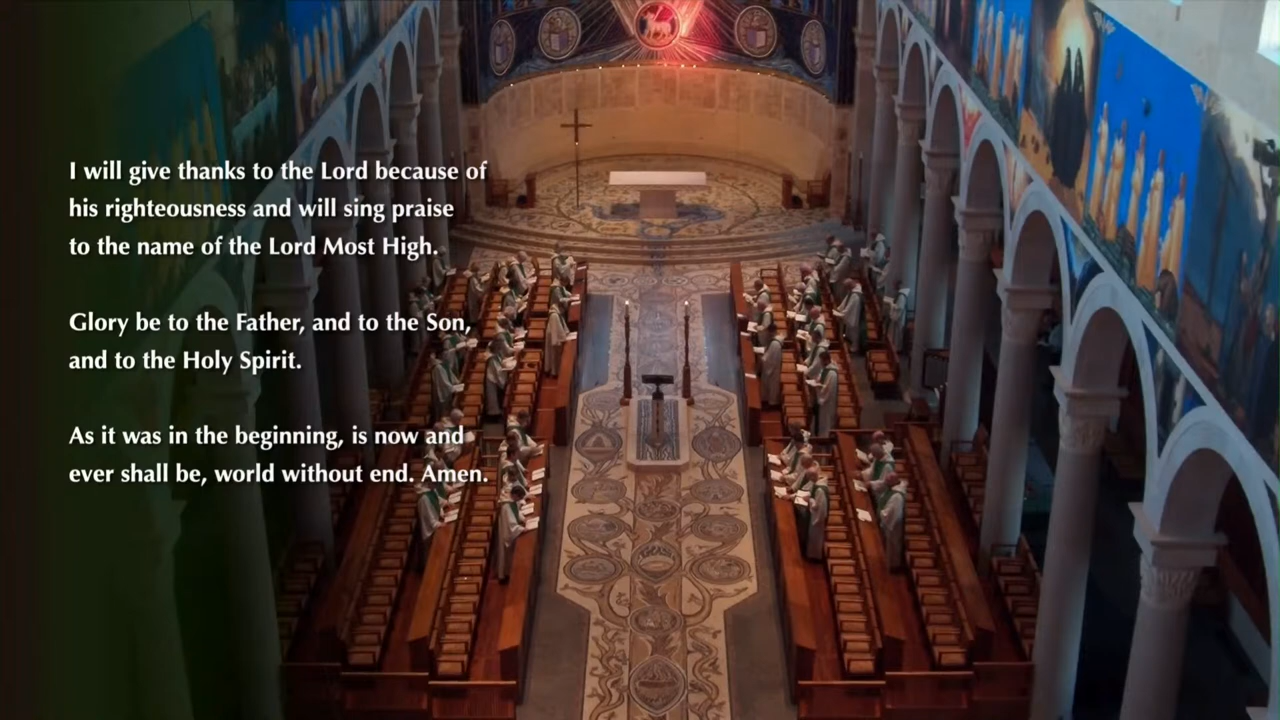 I will give thanks to the Lord because of
his righteousness and will sing praise
to the name of the Lord Most High.
Glory be to the Father, and to the Son,
and to the Holy Spirit.
As it was in the beginning, is now and
ever shall be, world without end. Amen.